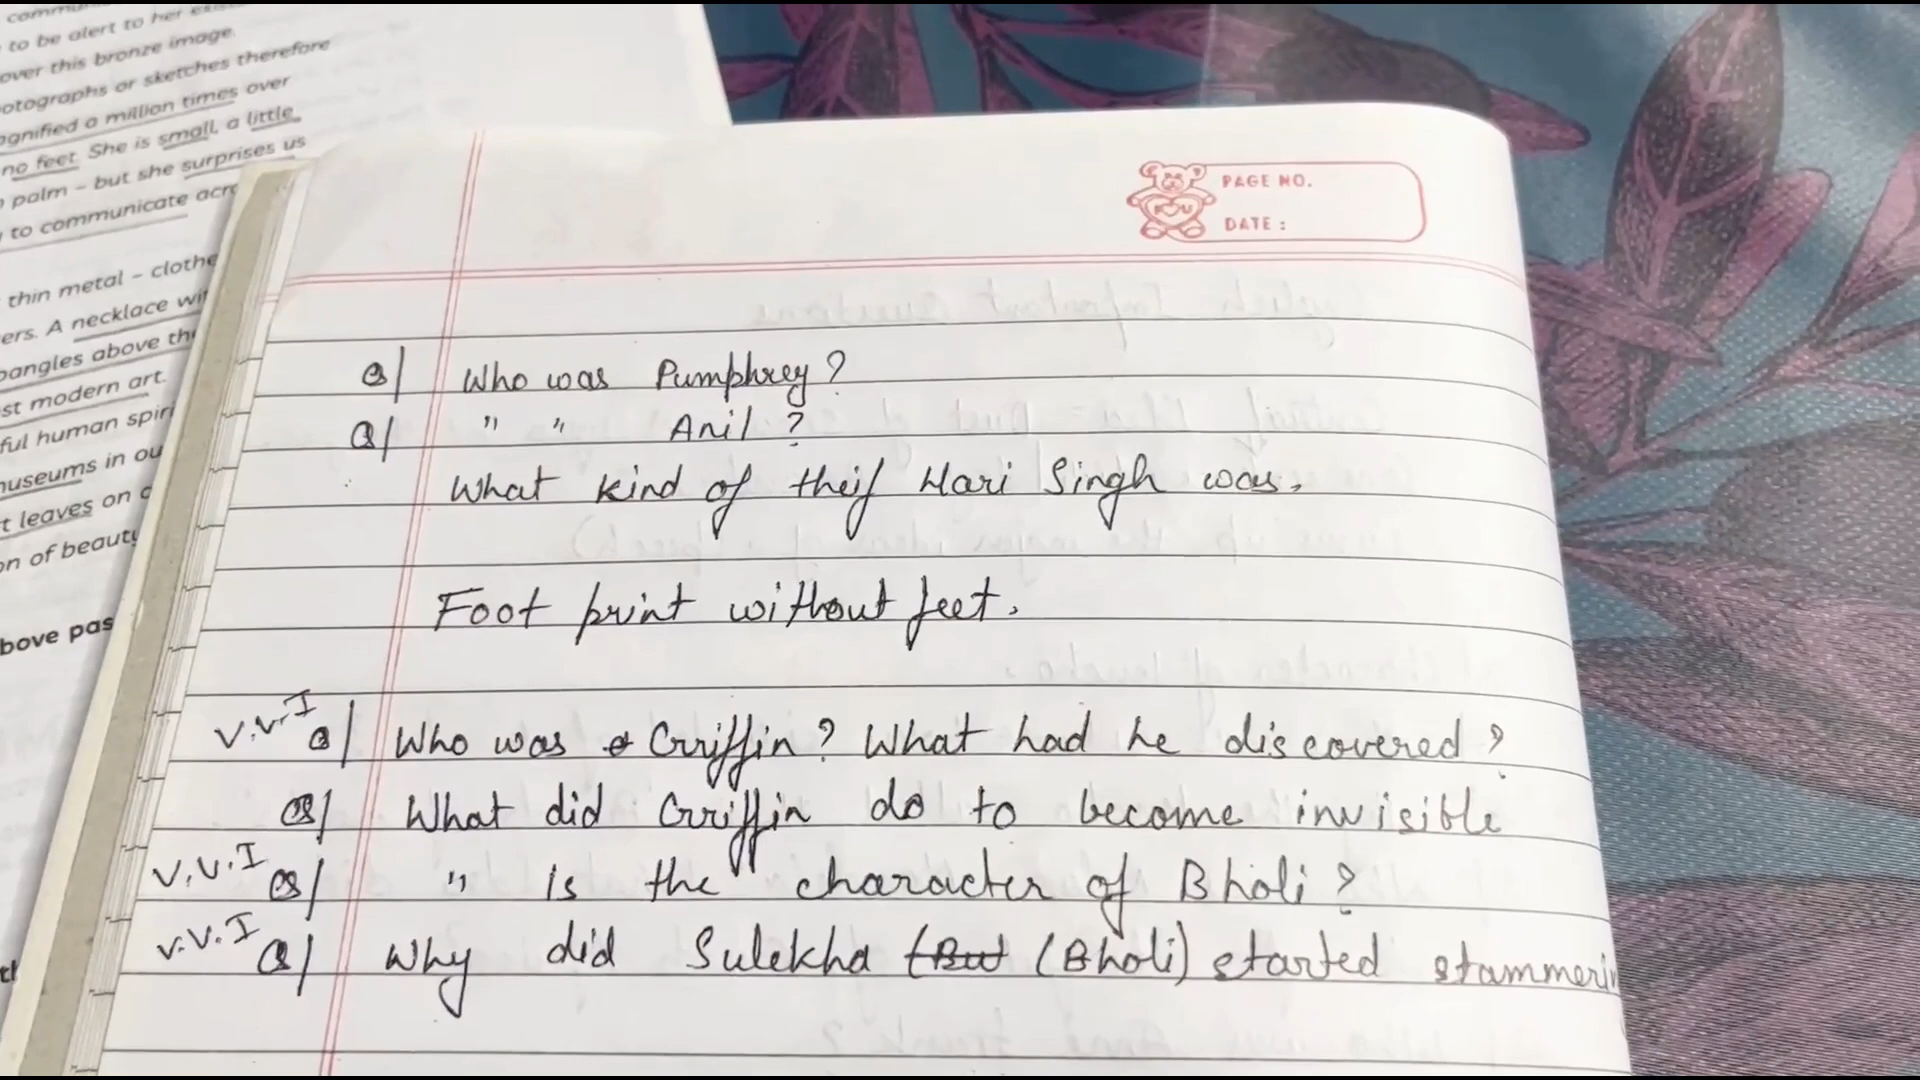 to be alert to her
over this bronze image.
otographs or sketches therefore
agnified a million times over
no feet. She is small, a little
palm – but she surprises us
to communicate acr
thin metal – clothe
ers. A necklace wi
bangles above th
st modern art.
ful human spiri
museums in ou
t leaves on
on of beauty
bove pas
PAGE NO.
I ♥ U
DATE :
Q/ Who was Pumphrey?
Q/ " " Anil?
What kind of theif Hari Singh was.
Foot print without feet.
V.V.I Q/ Who was Griffin? What had he discovered?
Q/ What did Griffin do to become invisible
V.V.I Q/ " is the character of Bholi?
V.V.I Q/ Why did Sulekha (But (Bholi) started stammerin